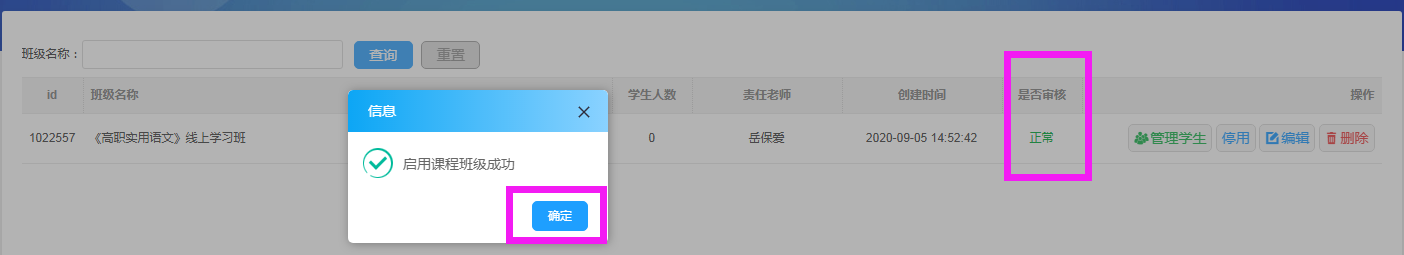 班级名称：
查询
重置
id 班级名称 学生人数 责任老师 创建时间 是否审核 操作
信息
1022557 《高职实用语文》线上学习班 0 岳保爱 2020-09-05 14:52:42 正常 管理学生 停用 编辑 删除
启用课程班级成功
确定